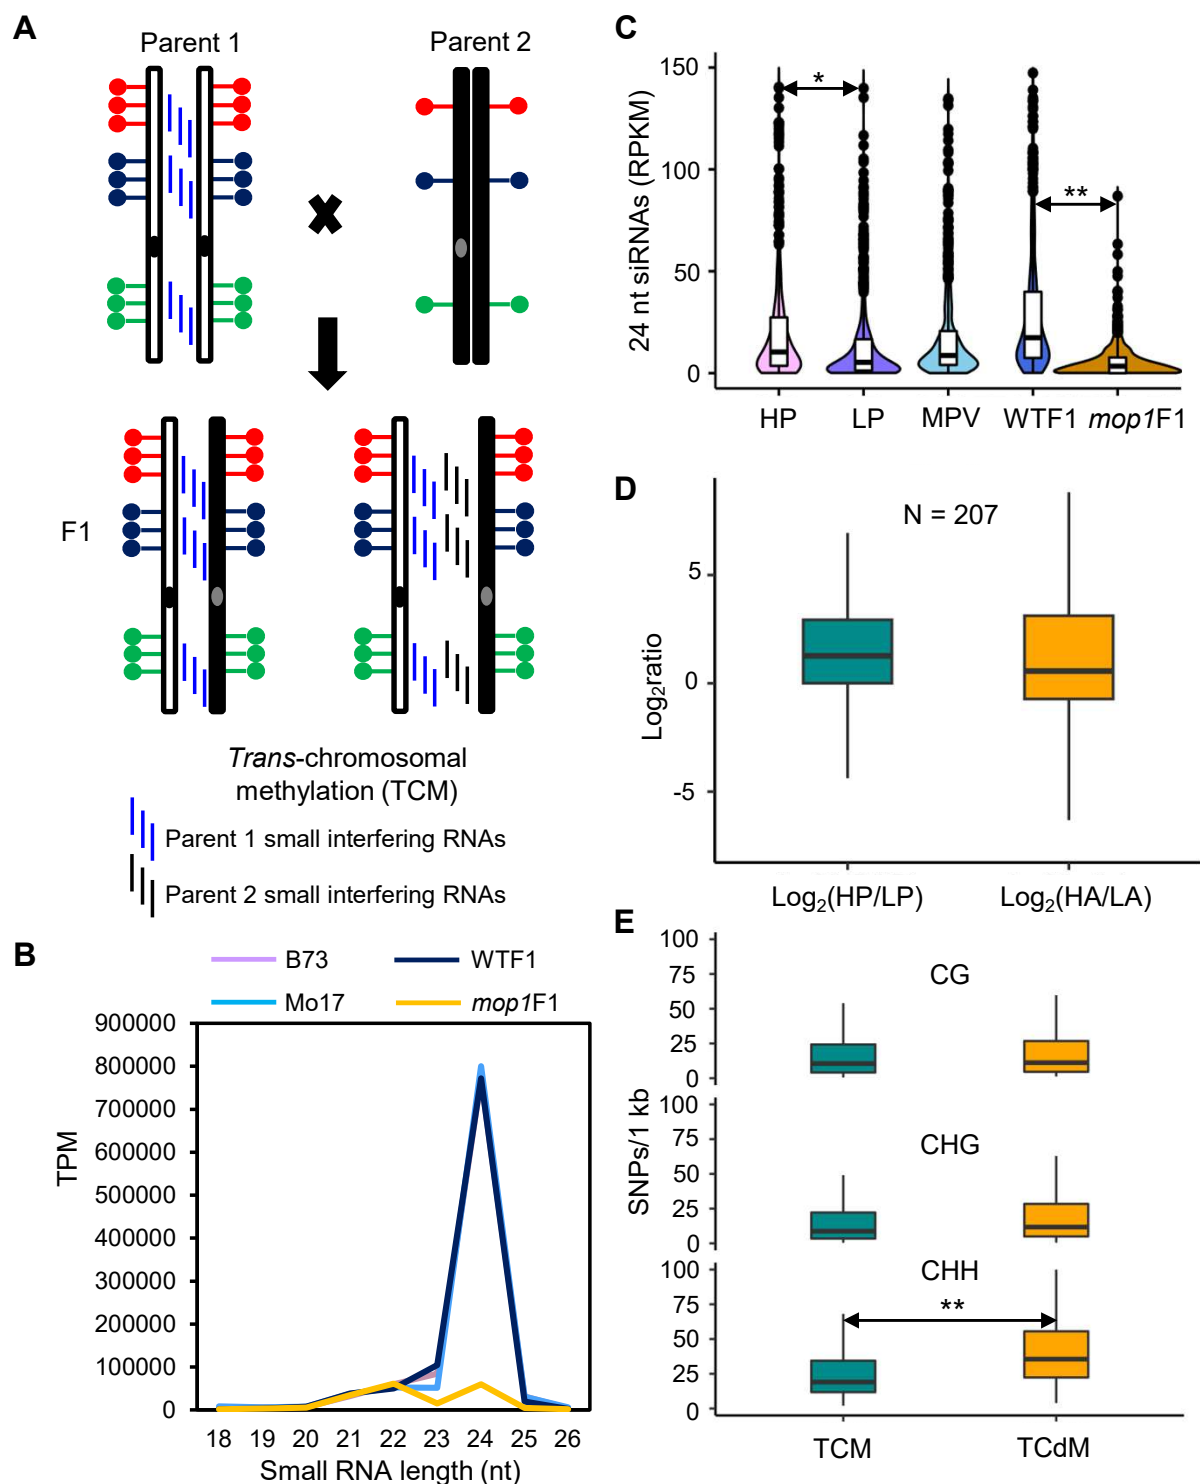 A
Parent 1
Parent 2
F1
Trans-chromosomal
methylation (TCM)
Parent 1 small interfering RNAs
Parent 2 small interfering RNAs
B
B73
WTF1
Mo17
mop1F1
900000
800000
700000
600000
500000
400000
300000
200000
100000
0
TPM
18 19 20 21 22 23 24 25 26
Small RNA length (nt)
C
24 nt siRNAs (RPKM)
150
100
50
0
*
**
HP LP MPV WTF1 mop1F1
D
N = 207
Log₂ratio
5
0
-5
Log₂(HP/LP) Log₂(HA/LA)
E
SNPs/1 kb
100
75
50
25
0
CG
100
75
50
25
0
CHG
100
75
50
25
0
CHH
**
TCM TCdM